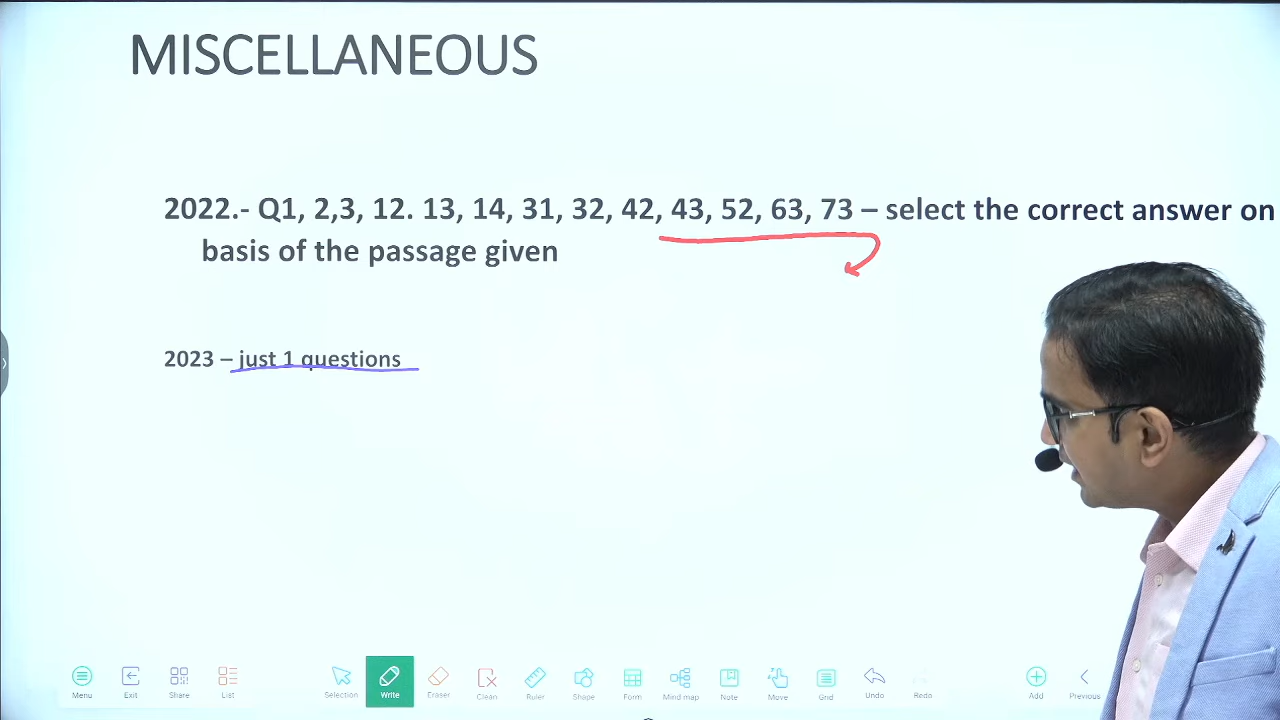 MISCELLANEOUS
2022.- Q1, 2,3, 12. 13, 14, 31, 32, 42, 43, 52, 63, 73 – select the correct answer on
basis of the passage given
2023 – just 1 questions
Menu Exit Share List Selection Write Eraser Clean Ruler Shape Form Mind map Note Move Grid Undo Redo Add Previous